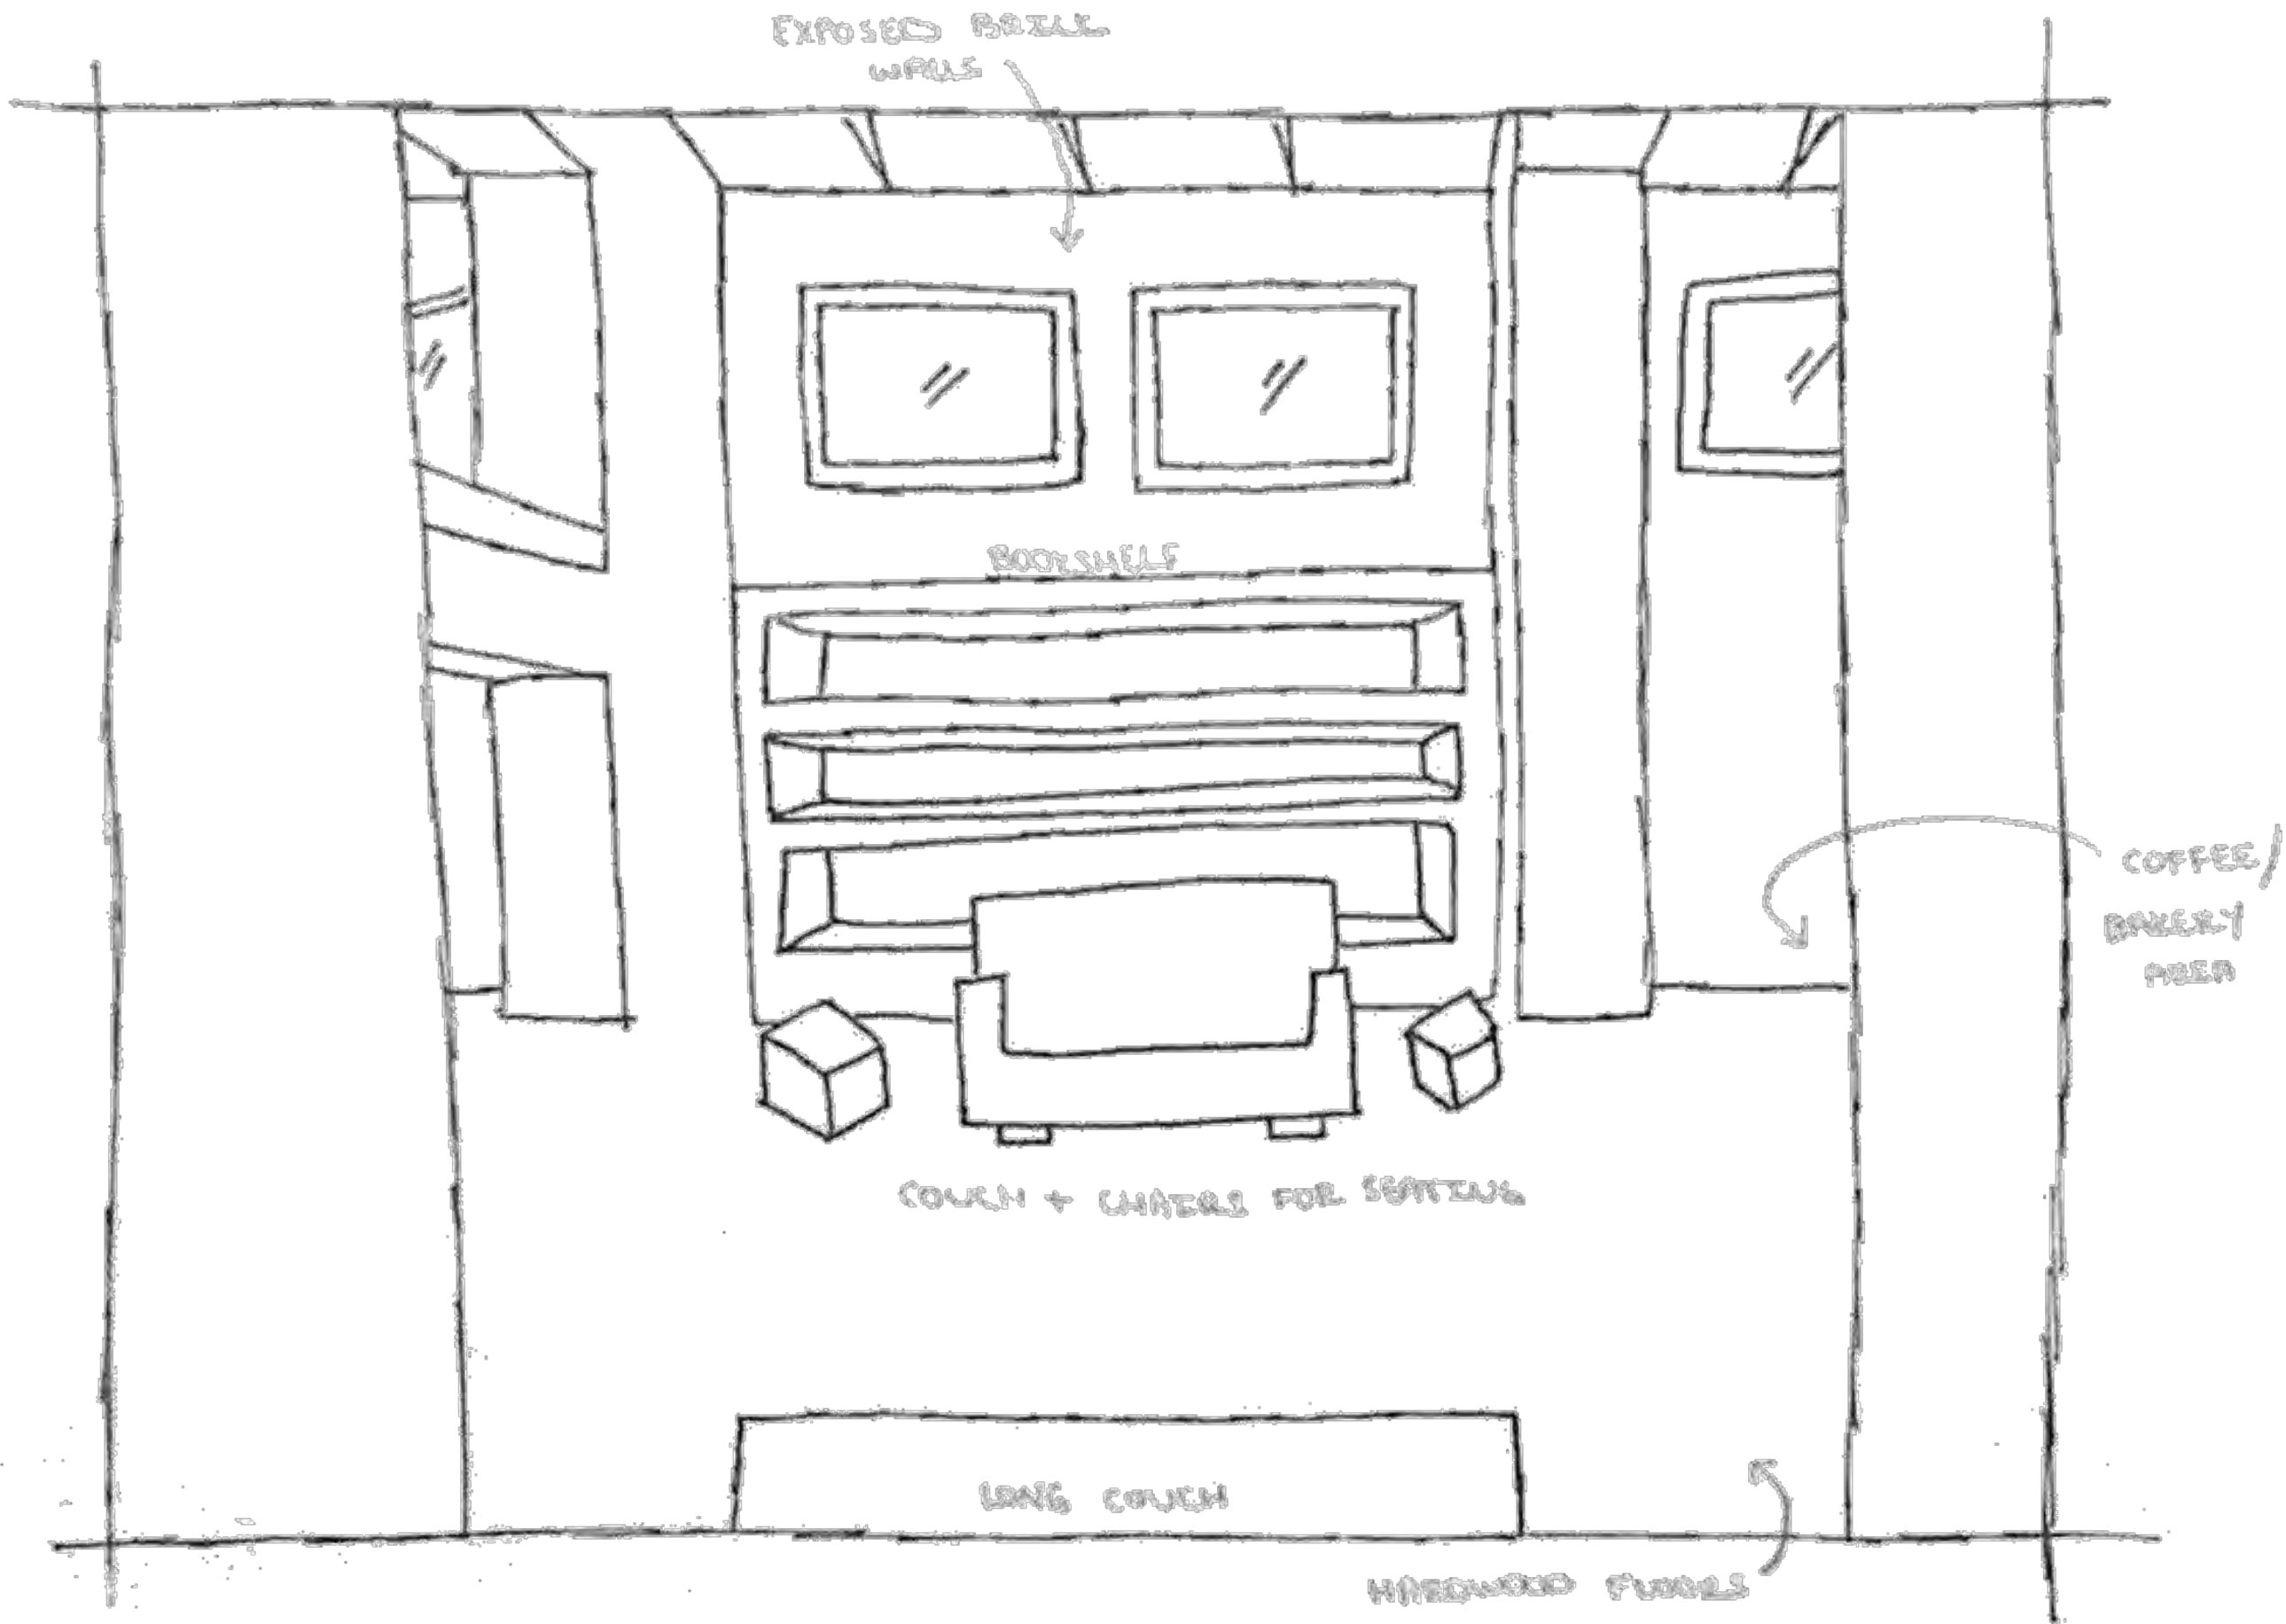 EXPOSED BRICK
WALLS
BOOKSHELF
COFFEE/
BAKERY
AREA
COUCH + CHAIRS FOR SEATING
LONG COUCH
HARDWOOD FLOORS